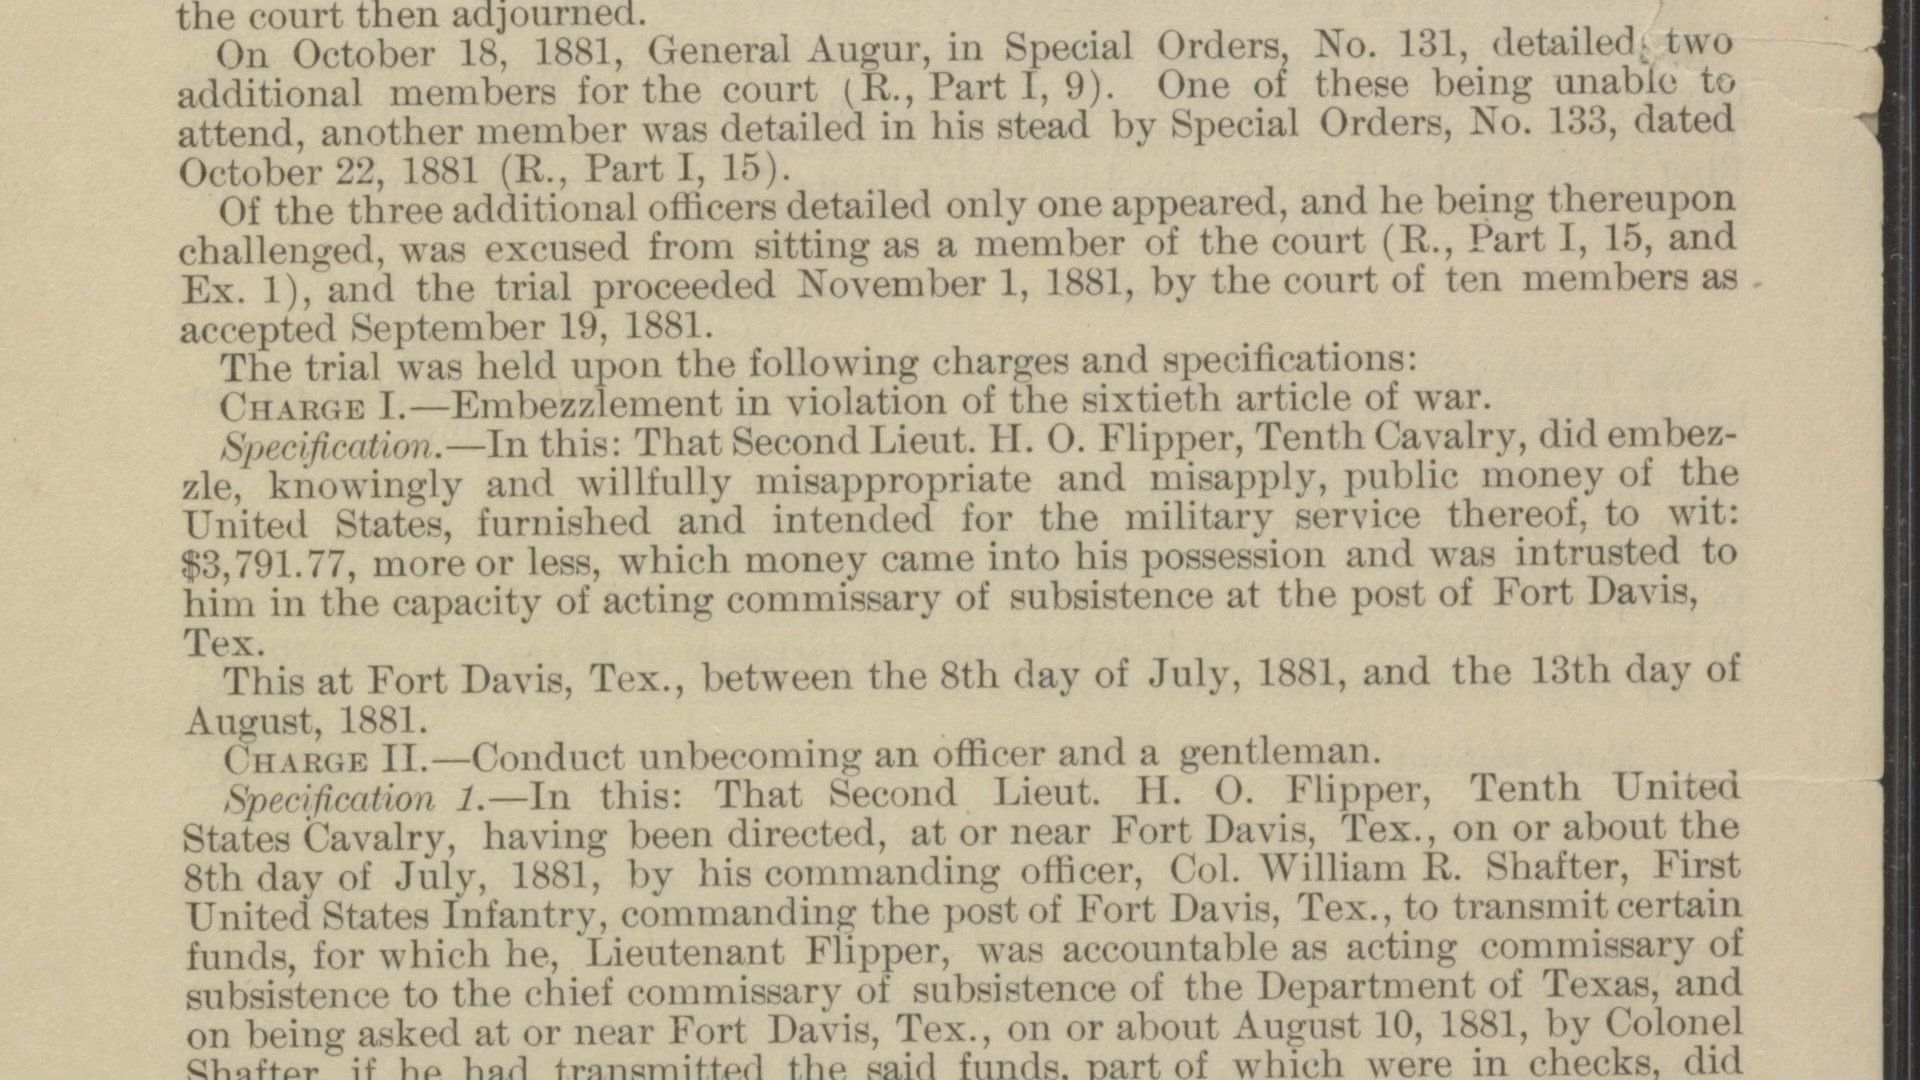 the court then adjourned.
On October 18, 1881, General Augur, in Special Orders, No. 131, detailed two
additional members for the court (R., Part I, 9). One of these being unable to
attend, another member was detailed in his stead by Special Orders, No. 133, dated
October 22, 1881 (R., Part I, 15).
Of the three additional officers detailed only one appeared, and he being thereupon
challenged, was excused from sitting as a member of the court (R., Part I, 15, and
Ex. 1), and the trial proceeded November 1, 1881, by the court of ten members as
accepted September 19, 1881.
The trial was held upon the following charges and specifications:
CHARGE I.—Embezzlement in violation of the sixtieth article of war.
Specification.—In this: That Second Lieut. H. O. Flipper, Tenth Cavalry, did embez-
zle, knowingly and willfully misappropriate and misapply, public money of the
United States, furnished and intended for the military service thereof, to wit:
$3,791.77, more or less, which money came into his possession and was intrusted to
him in the capacity of acting commissary of subsistence at the post of Fort Davis,
Tex.
This at Fort Davis, Tex., between the 8th day of July, 1881, and the 13th day of
August, 1881.
CHARGE II.—Conduct unbecoming an officer and a gentleman.
Specification 1.—In this: That Second Lieut. H. O. Flipper, Tenth United
States Cavalry, having been directed, at or near Fort Davis, Tex., on or about the
8th day of July, 1881, by his commanding officer, Col. William R. Shafter, First
United States Infantry, commanding the post of Fort Davis, Tex., to transmit certain
funds, for which he, Lieutenant Flipper, was accountable as acting commissary of
subsistence to the chief commissary of subsistence of the Department of Texas, and
on being asked at or near Fort Davis, Tex., on or about August 10, 1881, by Colonel
Shafter if he had transmitted the said funds, part of which were in checks, did